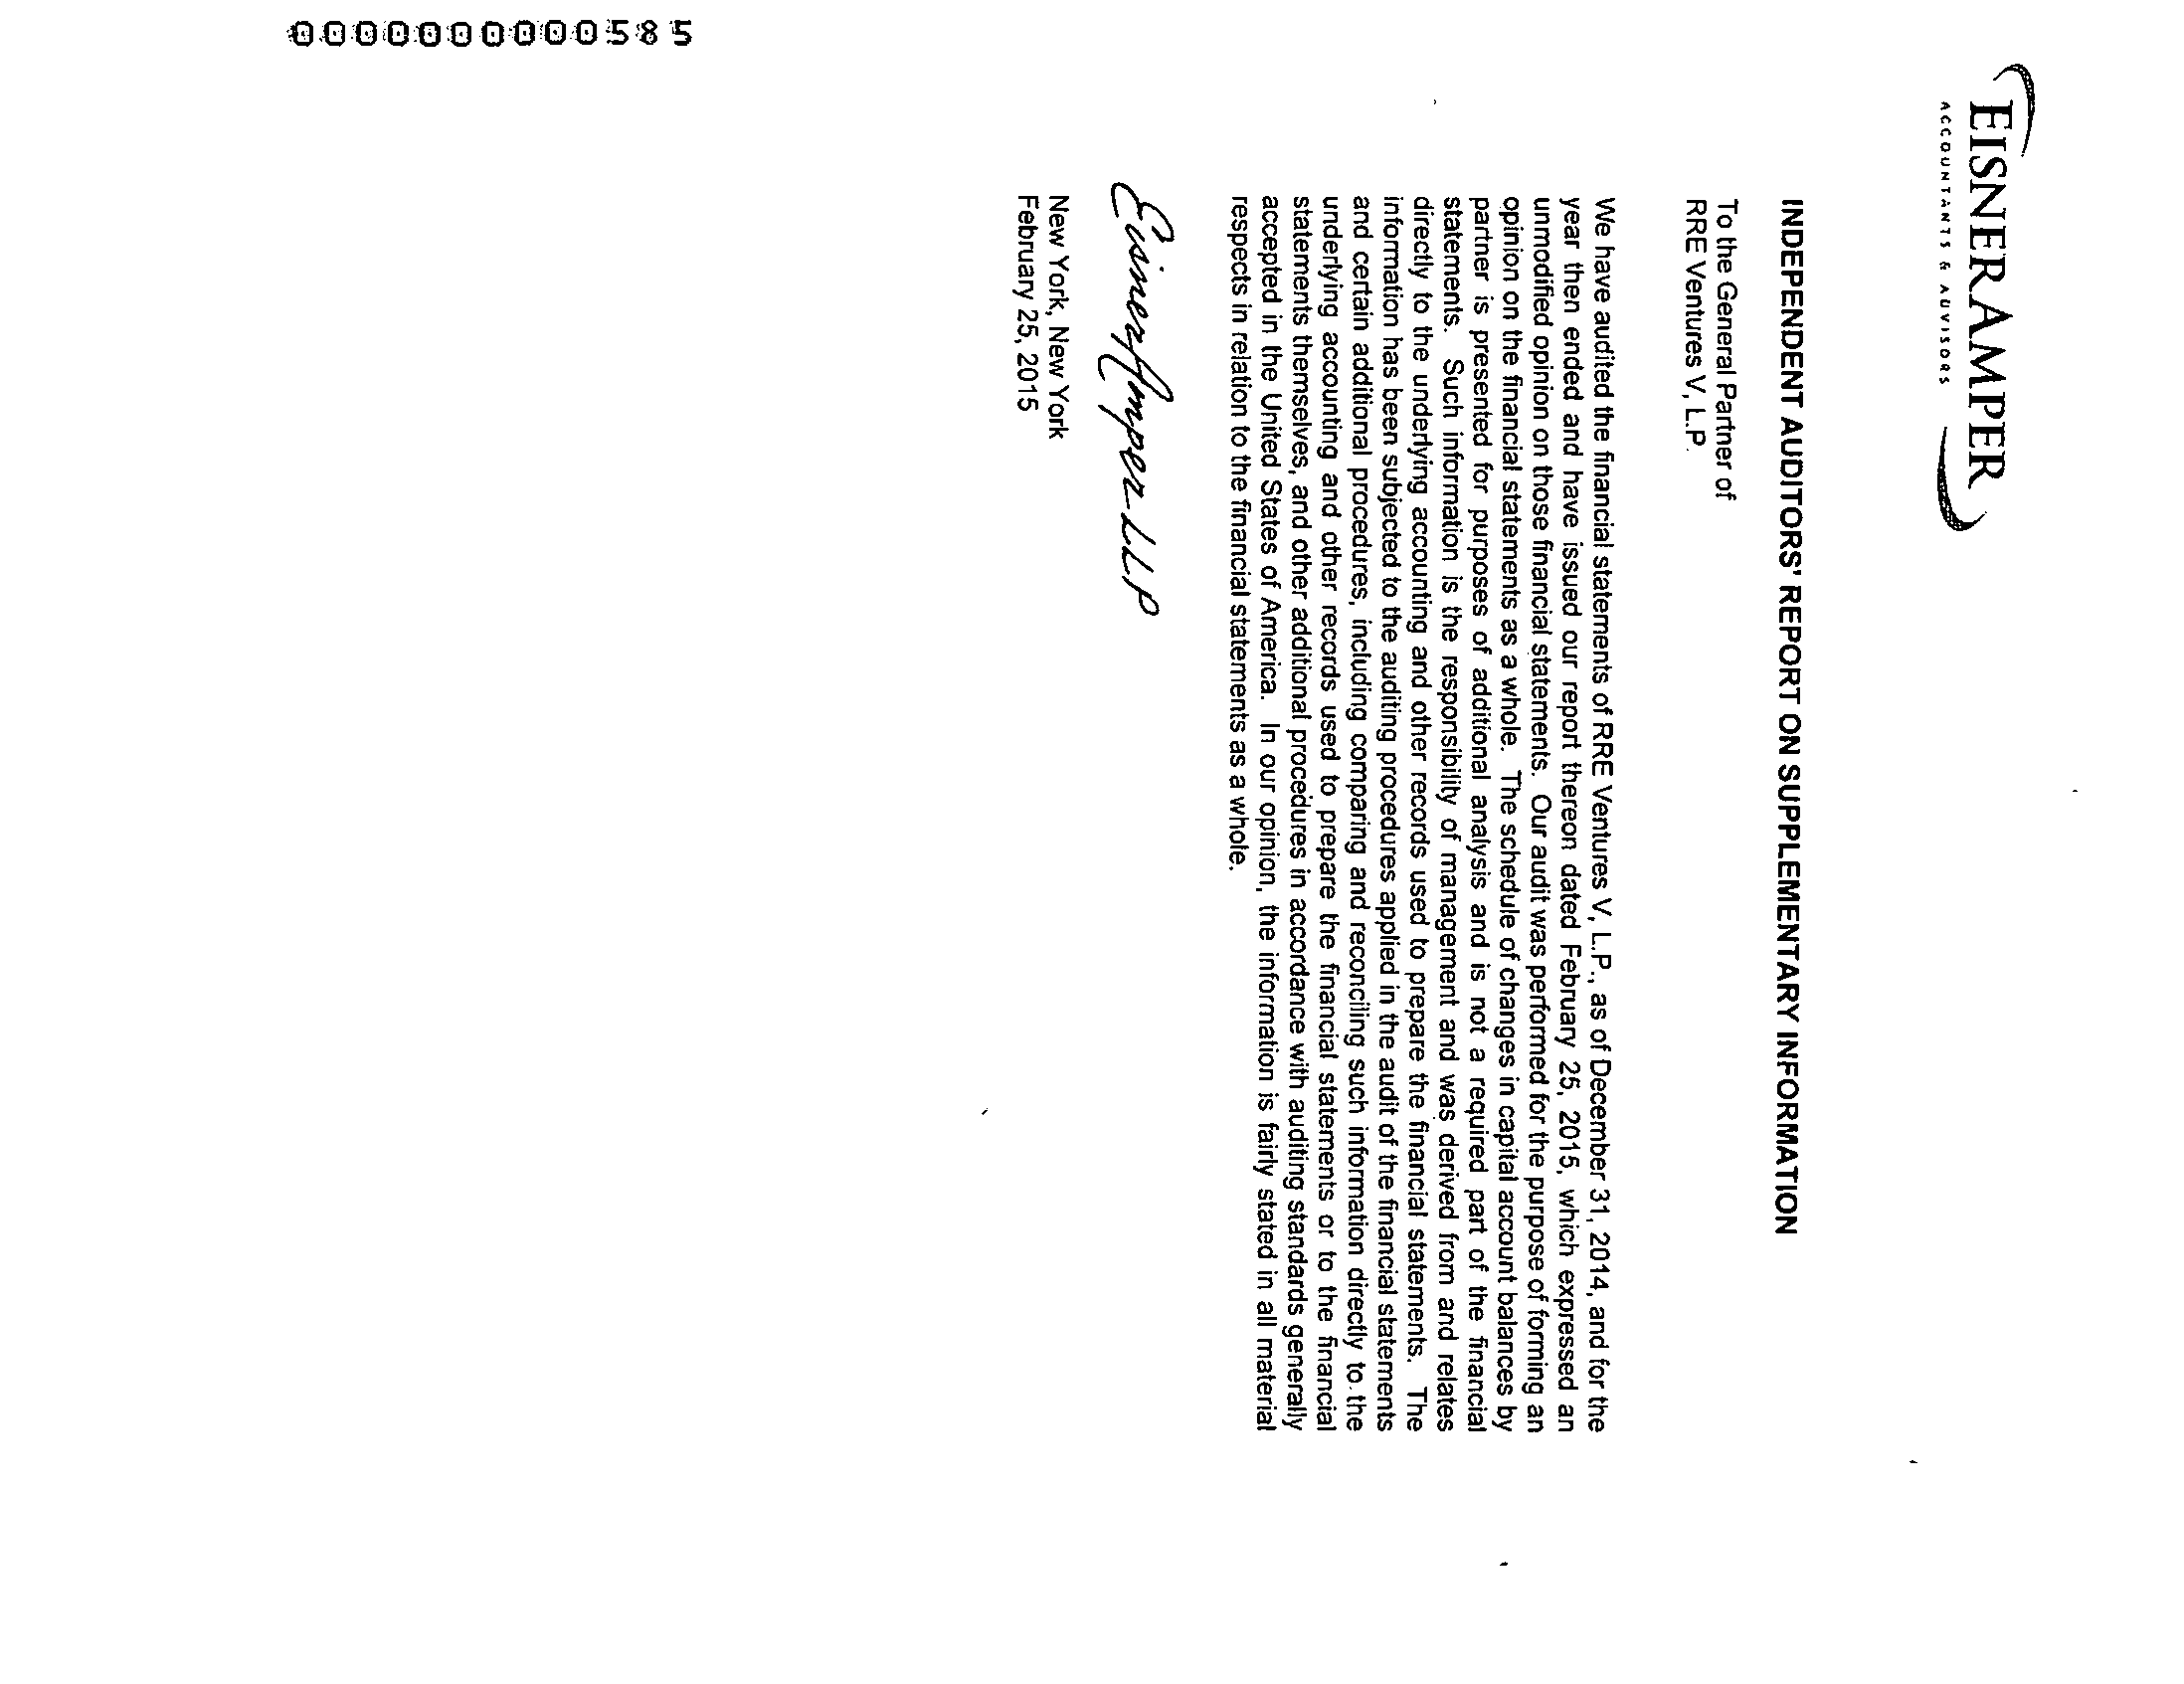 0000000000585
EISNERAMPER
ACCOUNTANTS & ADVISORS
INDEPENDENT AUDITORS' REPORT ON SUPPLEMENTARY INFORMATION
To the General Partner of
RRE Ventures V, L.P.
We have audited the financial statements of RRE Ventures V, L.P., as of December 31, 2014, and for the
year then ended and have issued our report thereon dated February 25, 2015, which expressed an
unmodified opinion on those financial statements. Our audit was performed for the purpose of forming an
opinion on the financial statements as a whole. The schedule of changes in capital account balances by
partner is presented for purposes of additional analysis and is not a required part of the financial
statements. Such information is the responsibility of management and was derived from and relates
directly to the underlying accounting and other records used to prepare the financial statements. The
information has been subjected to the auditing procedures applied in the audit of the financial statements
and certain additional procedures, including comparing and reconciling such information directly to the
underlying accounting and other records used to prepare the financial statements or to the financial
statements themselves, and other additional procedures in accordance with auditing standards generally
accepted in the United States of America. In our opinion, the information is fairly stated in all material
respects in relation to the financial statements as a whole.
EisnerAmper LLP
New York, New York
February 25, 2015